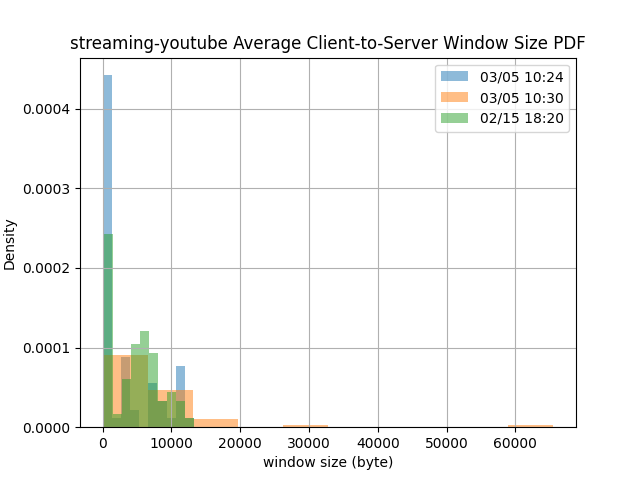 streaming-youtube Average Client-to-Server Window Size PDF
03/05 10:24
03/05 10:30
02/15 18:20
0.0004
0.0003
0.0002
0.0001
0.0000
Density
0 10000 20000 30000 40000 50000 60000
window size (byte)